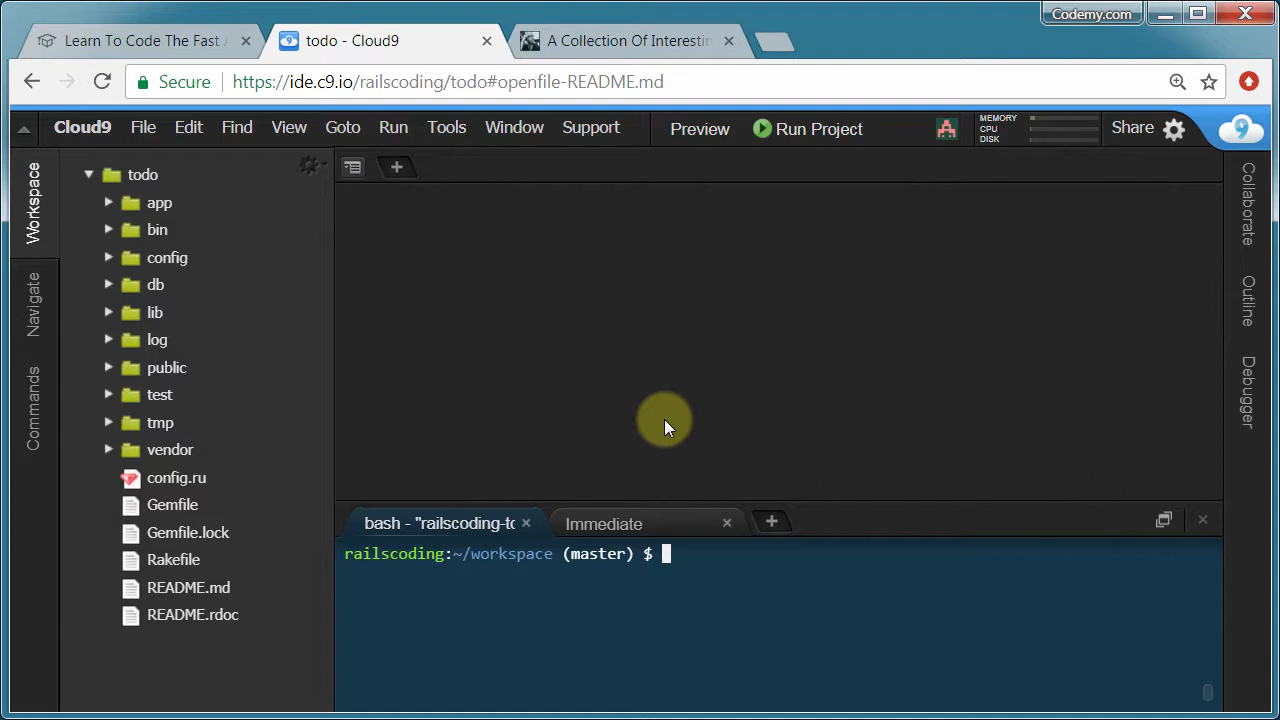 Codemy.com
Learn To Code The Fast
todo - Cloud9
A Collection Of Interestin
Secure
https://ide.c9.io/railscoding/todo#openfile-README.md
Cloud9 File Edit Find View Goto Run Tools Window Support Preview Run Project MEMORY CPU DISK Share 9
Workspace
Navigate
Commands
todo
app
bin
config
db
lib
log
public
test
tmp
vendor
config.ru
Gemfile
Gemfile.lock
Rakefile
README.md
README.rdoc
bash - "railscoding-to
Immediate
railscoding:~/workspace (master) $
Collaborate
Outline
Debugger